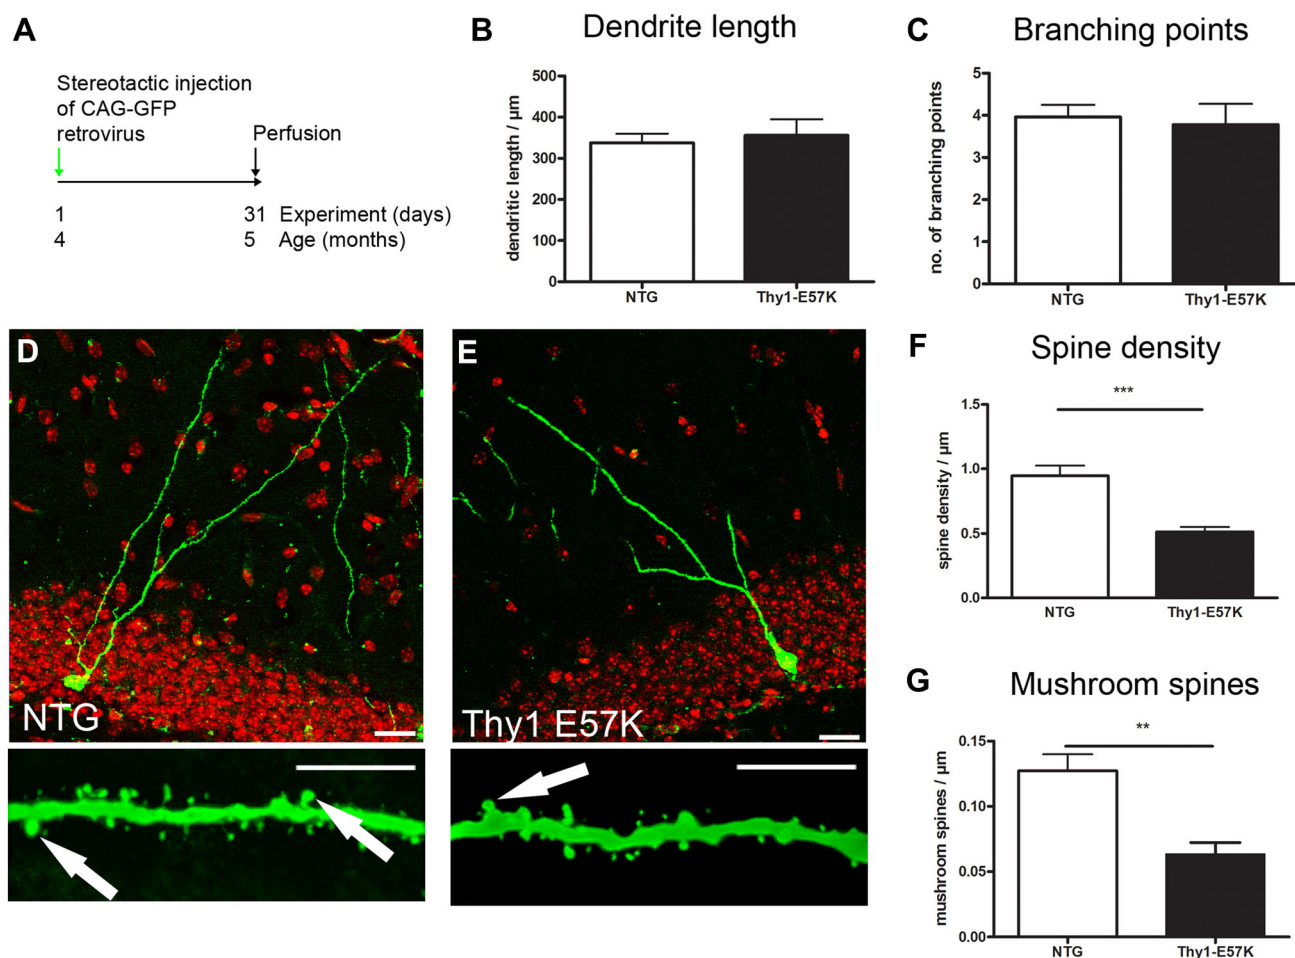 A
Stereotactic injection
of CAG-GFP
retrovirus
Perfusion
1 31 Experiment (days)
4 5 Age (months)
B Dendrite length
dendritic length / µm
500
400
300
200
100
0
NTG Thy1-E57K
C Branching points
no. of branching points
5
4
3
2
1
0
NTG Thy1-E57K
D
NTG
E
Thy1 E57K
F Spine density
***
spine density / µm
1.5
1.0
0.5
0.0
NTG Thy1-E57K
G Mushroom spines
**
mushroom spines / µm
0.15
0.10
0.05
0.00
NTG Thy1-E57K